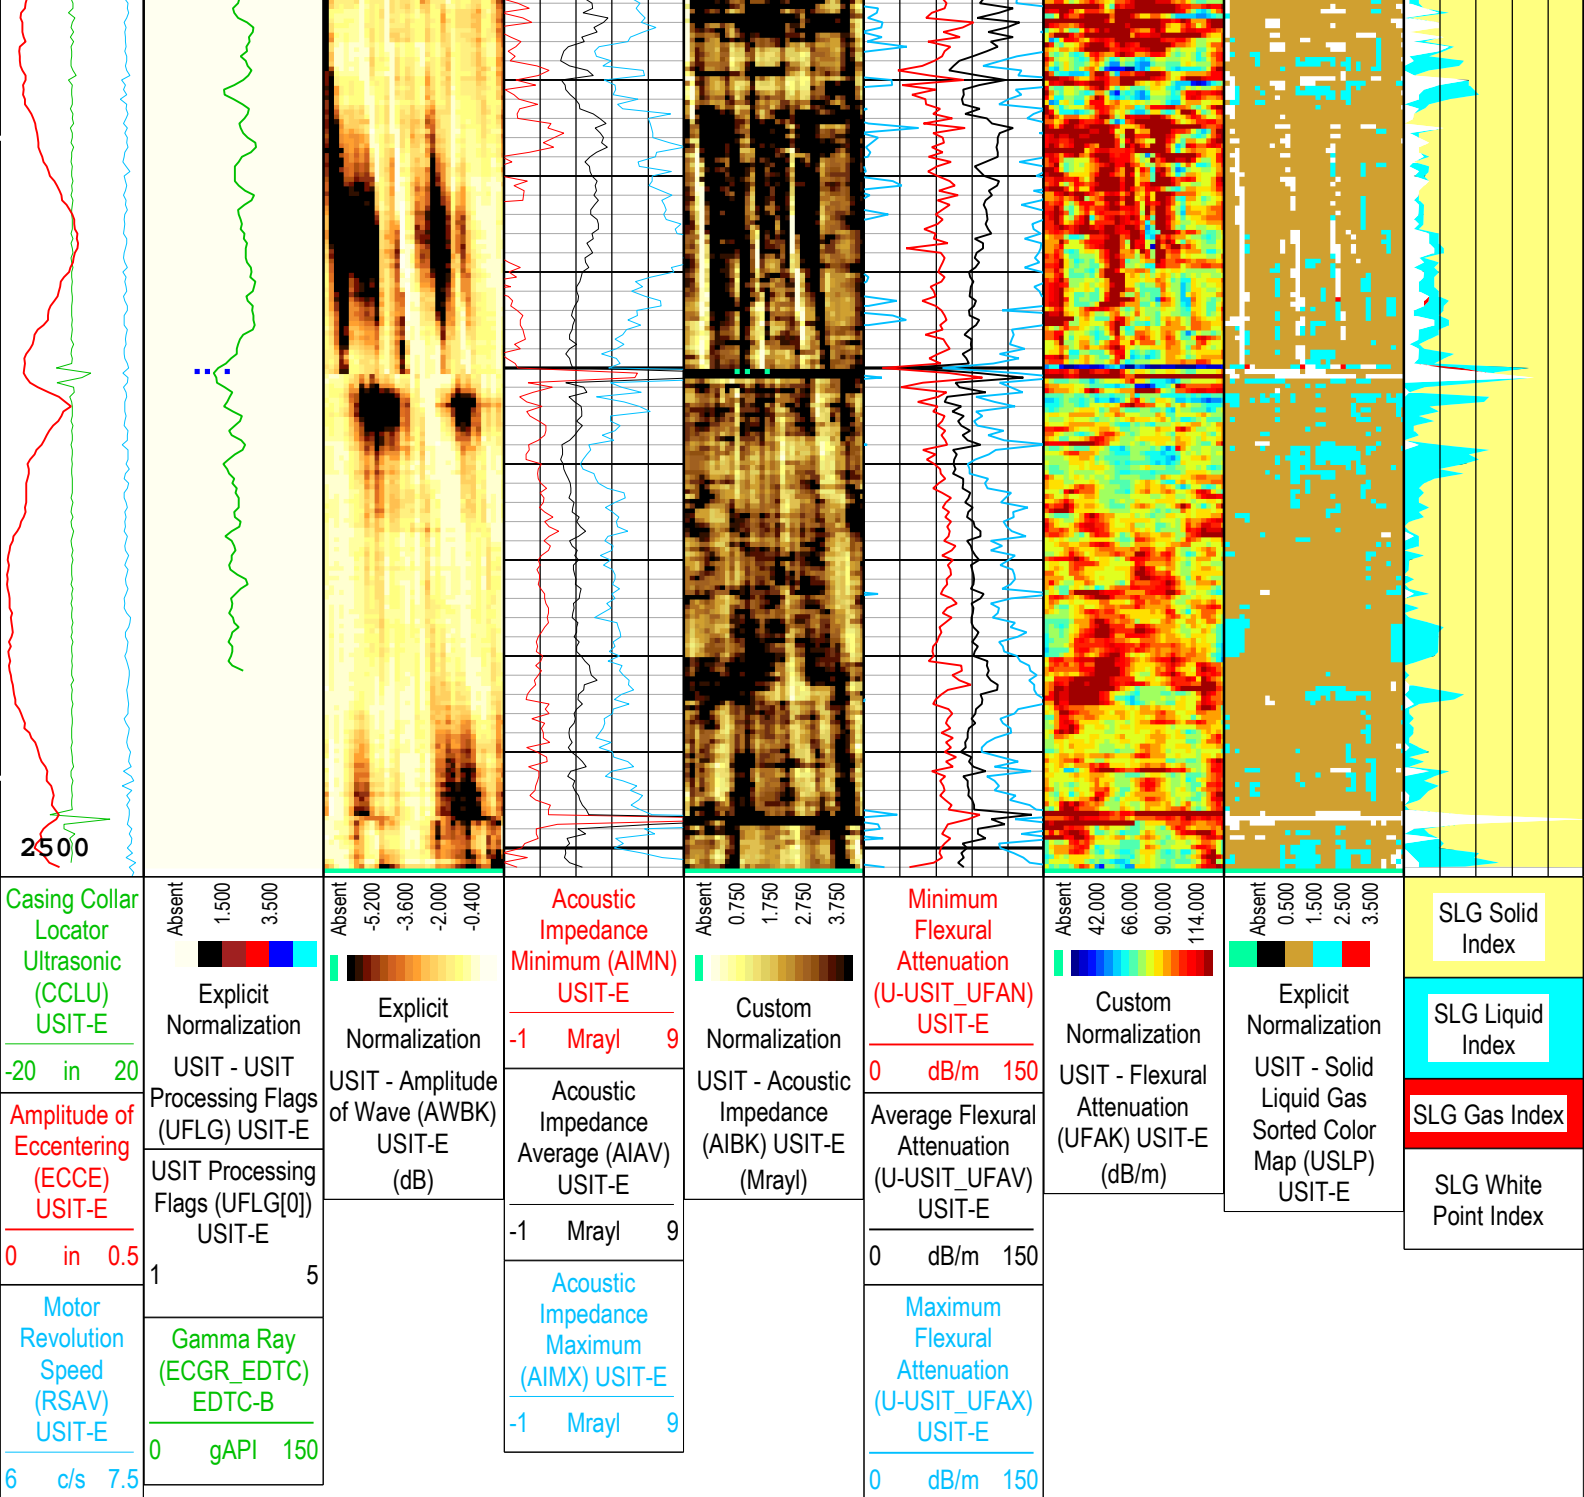 2500
Casing Collar
Locator
Ultrasonic
(CCLU)
USIT-E
-20 in 20
Amplitude of
Eccentering
(ECCE)
USIT-E
0 in 0.5
Motor
Revolution
Speed
(RSAV)
USIT-E
6 c/s 7.5
Absent
1.500
3.500
Explicit
Normalization
USIT - USIT
Processing Flags
(UFLG) USIT-E
USIT Processing
Flags (UFLG[0])
USIT-E
1 5
Gamma Ray
(ECGR_EDTC)
EDTC-B
0 gAPI 150
Absent
-5.200
-3.600
-2.000
-0.400
Explicit
Normalization
USIT - Amplitude
of Wave (AWBK)
USIT-E
(dB)
Acoustic
Impedance
Minimum (AIMN)
USIT-E
-1 Mrayl 9
Acoustic
Impedance
Average (AIAV)
USIT-E
-1 Mrayl 9
Acoustic
Impedance
Maximum
(AIMX) USIT-E
-1 Mrayl 9
Absent
0.750
1.750
2.750
3.750
Custom
Normalization
USIT - Acoustic
Impedance
(AIBK) USIT-E
(Mrayl)
Minimum
Flexural
Attenuation
(U-USIT_UFAN)
USIT-E
0 dB/m 150
Average Flexural
Attenuation
(U-USIT_UFAV)
USIT-E
0 dB/m 150
Maximum
Flexural
Attenuation
(U-USIT_UFAX)
USIT-E
0 dB/m 150
Absent
42.000
66.000
90.000
114.000
Custom
Normalization
USIT - Flexural
Attenuation
(UFAK) USIT-E
(dB/m)
Absent
0.500
1.500
2.500
3.500
Explicit
Normalization
USIT - Solid
Liquid Gas
Sorted Color
Map (USLP)
USIT-E
SLG Solid
Index
SLG Liquid
Index
SLG Gas Index
SLG White
Point Index